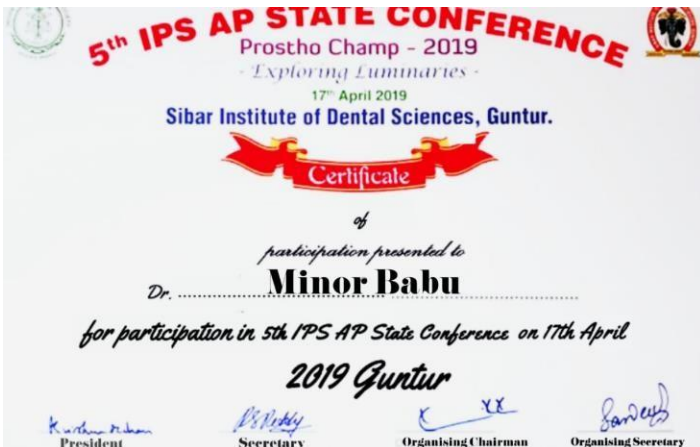 5th IPS AP STATE CONFERENCE
Prostho Champ - 2019
- Exploring Luminaries -
17th April 2019
Sibar Institute of Dental Sciences, Guntur.
Certificate
of
participation presented to
Dr. Minor Babu
for participation in 5th IPS AP State Conference on 17th April
2019 Guntur
President Secretary Organising Chairman Organising Secretary